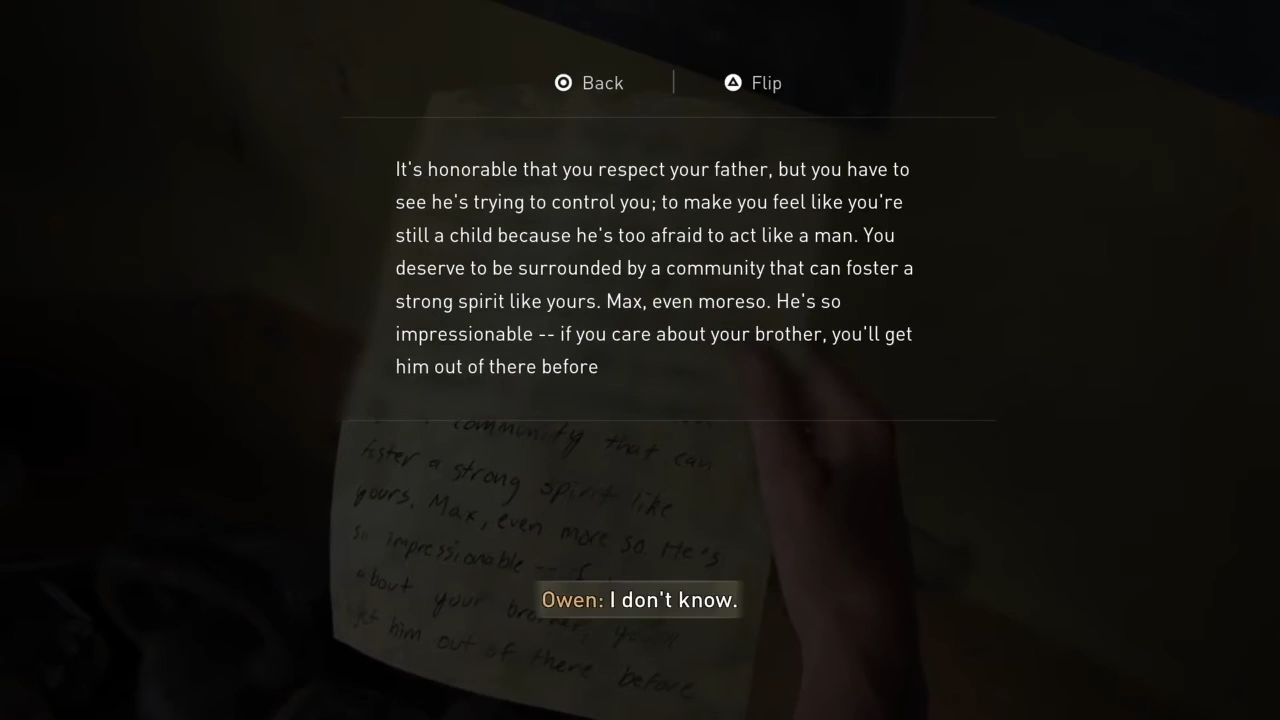 Back | Flip
It's honorable that you respect your father, but you have to
see he's trying to control you; to make you feel like you're
still a child because he's too afraid to act like a man. You
deserve to be surrounded by a community that can foster a
strong spirit like yours. Max, even moreso. He's so
impressionable -- if you care about your brother, you'll get
him out of there before
community that can
foster a strong spirit like
yours. Max, even more so. He's
so impressionable --
about your
Owen: I don't know.
get him out of there before